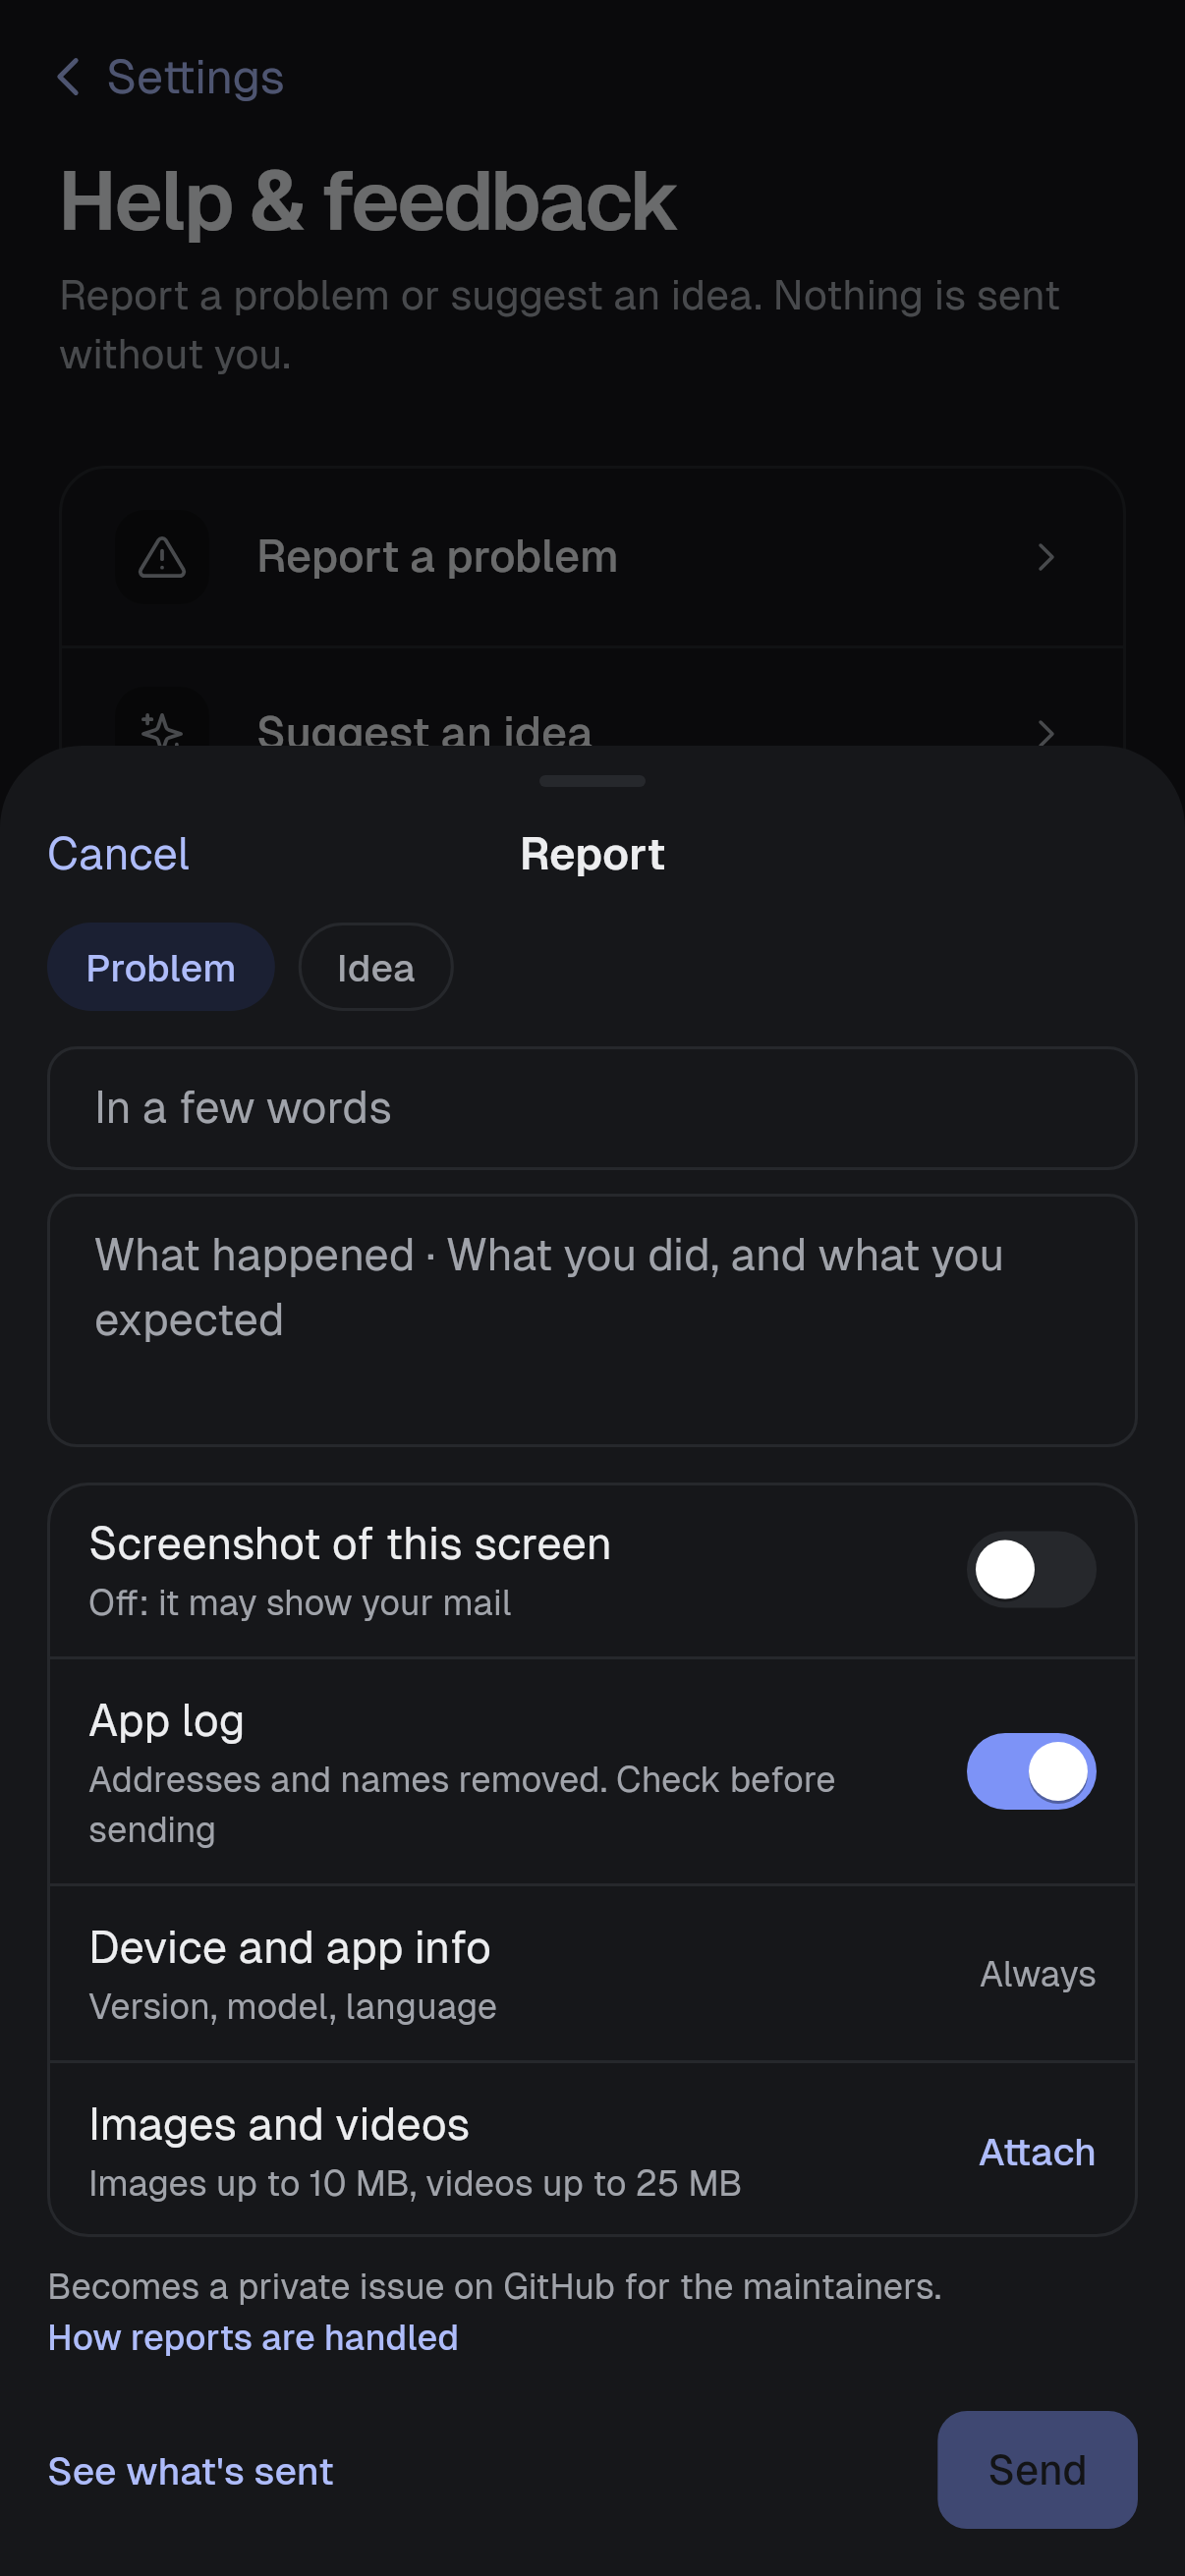 Settings
Help & feedback
Report a problem or suggest an idea. Nothing is sent
without you.
Report a problem
Suggest an idea
Cancel
Report
Problem
Idea
In a few words
What happened · What you did, and what you
expected
Screenshot of this screen
Off: it may show your mail
App log
Addresses and names removed. Check before
sending
Device and app info
Version, model, language
Always
Images and videos
Images up to 10 MB, videos up to 25 MB
Attach
Becomes a private issue on GitHub for the maintainers.
How reports are handled
See what's sent
Send